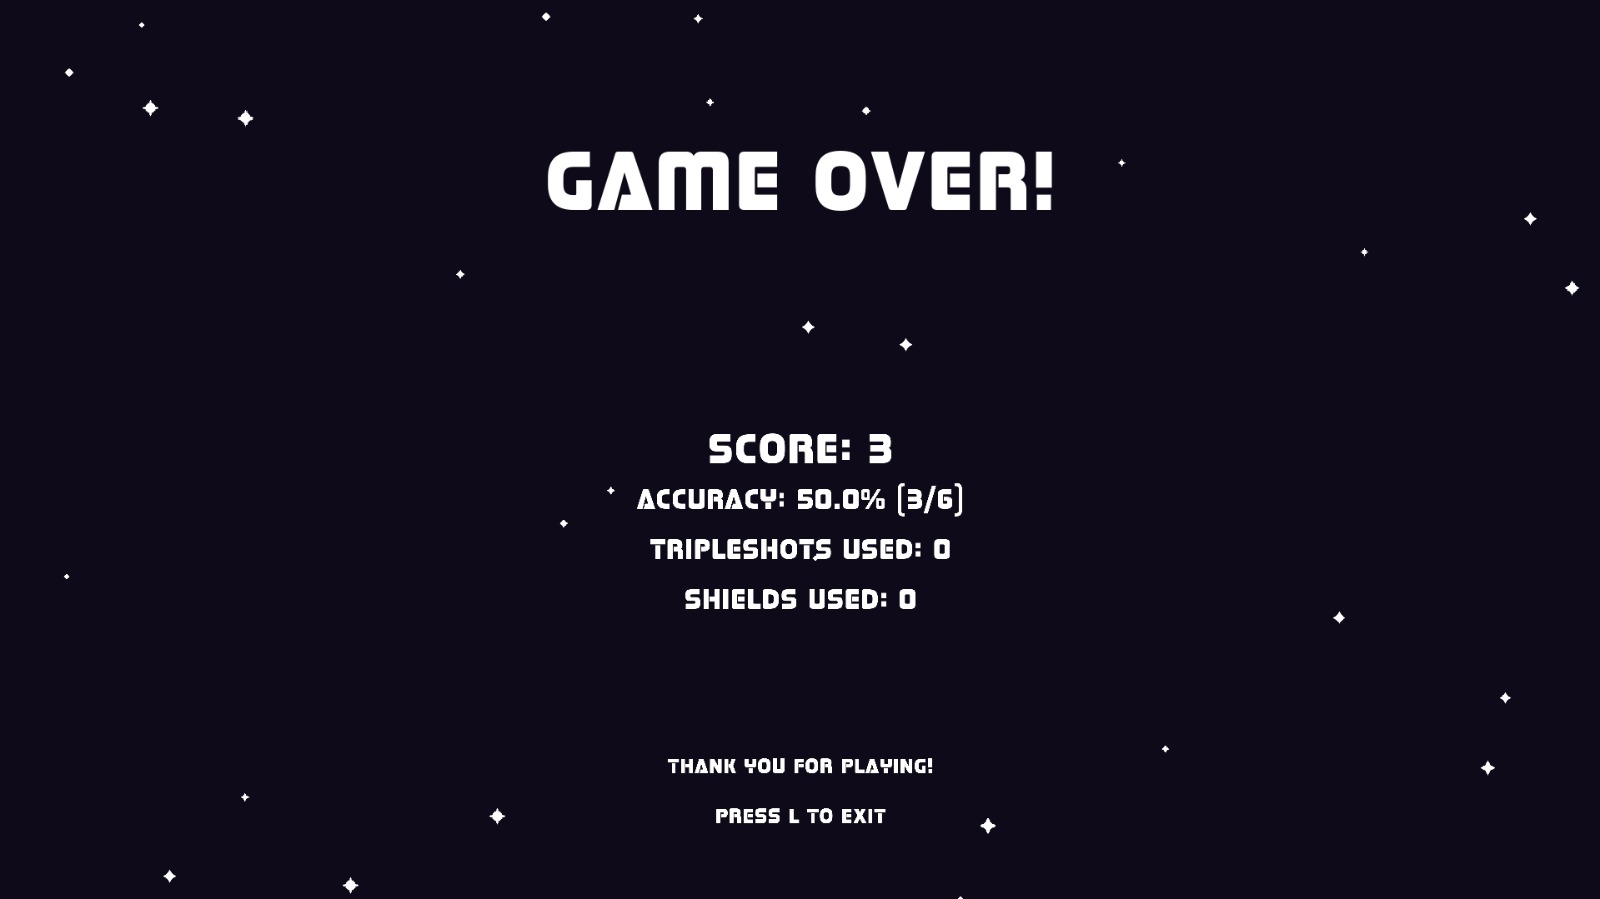 GAME OVER!
SCORE: 3
ACCURACY: 50.0% (3/6)
TRIPLESHOTS USED: 0
SHIELDS USED: 0
THANK YOU FOR PLAYING!
PRESS L TO EXIT